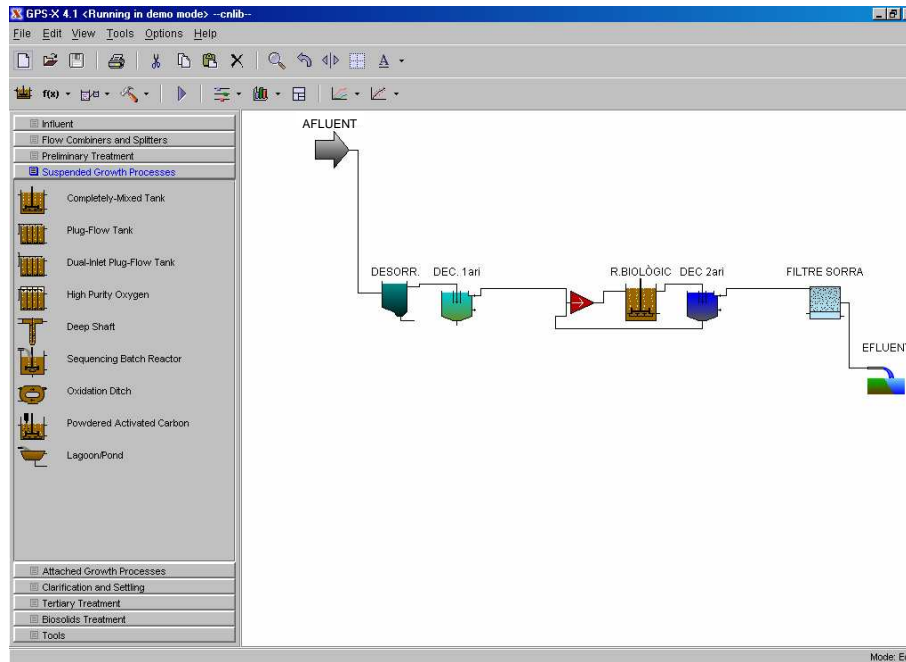 GPS-X 4.1 <Running in demo mode> --cnlib--
File Edit View Tools Options Help
A
f(x)
Influent
Flow Combiners and Splitters
Preliminary Treatment
Suspended Growth Processes
Completely-Mixed Tank
Plug-Flow Tank
Dual-Inlet Plug-Flow Tank
High Purity Oxygen
Deep Shaft
Sequencing Batch Reactor
Oxidation Ditch
Powdered Activated Carbon
Lagoon/Pond
Attached Growth Processes
Clarification and Settling
Tertiary Treatment
Biosolids Treatment
Tools
AFLUENT
DESORR. DEC. 1ari R.BIOLÒGIC DEC 2ari FILTRE SORRA
EFLUENT
Mode: